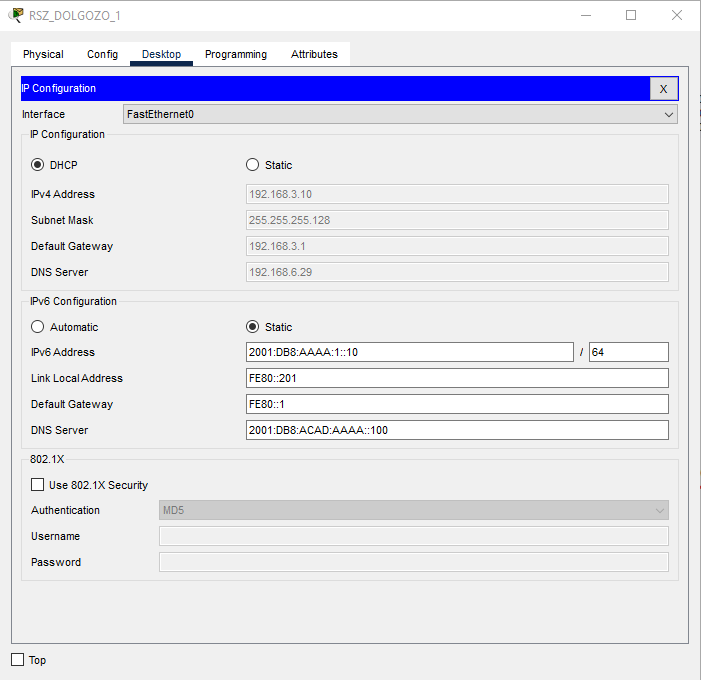 RSZ_DOLGOZO_1
Physical Config Desktop Programming Attributes
IP Configuration X
Interface FastEthernet0
IP Configuration
DHCP Static
IPv4 Address 192.168.3.10
Subnet Mask 255.255.255.128
Default Gateway 192.168.3.1
DNS Server 192.168.6.29
IPv6 Configuration
Automatic Static
IPv6 Address 2001:DB8:AAAA:1::10 / 64
Link Local Address FE80::201
Default Gateway FE80::1
DNS Server 2001:DB8:ACAD:AAAA::100
802.1X
Use 802.1X Security
Authentication MD5
Username
Password
Top